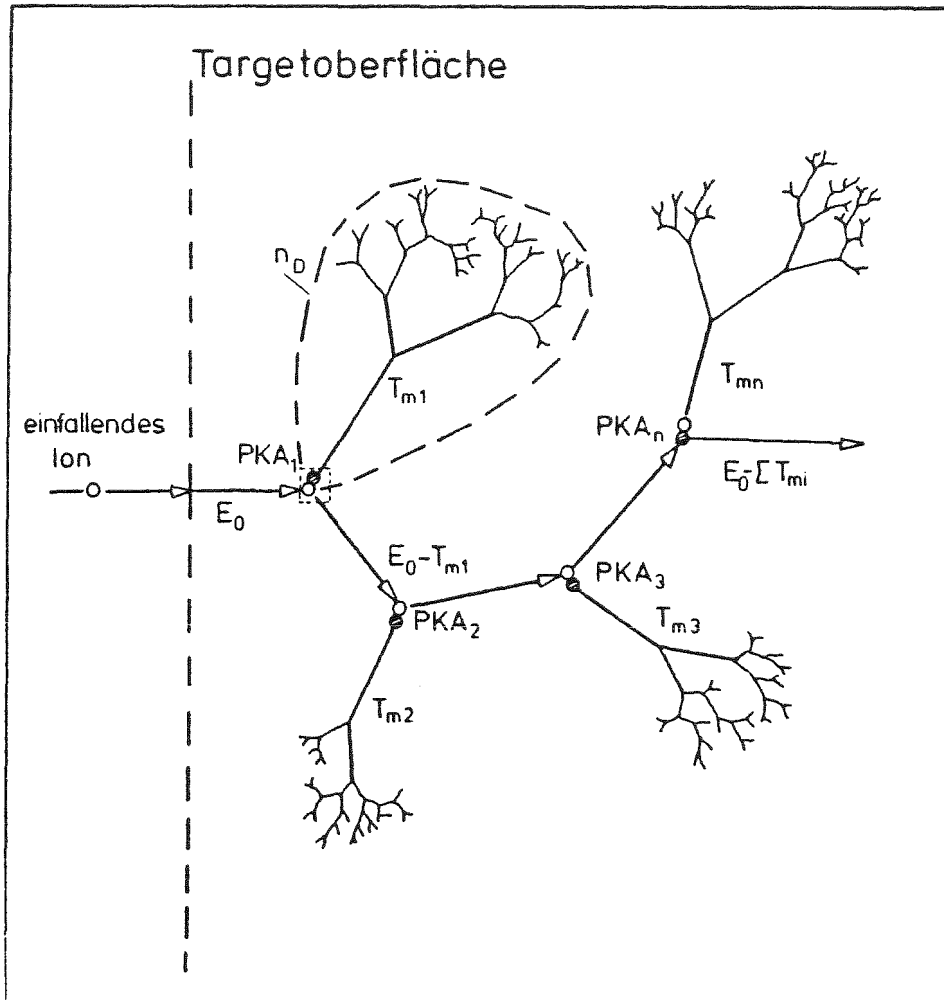 Targetoberfläche
n_D
T_m1
T_mn
einfallendes
Ion
PKA_1
PKA_n
E_0
E_0-ΣT_mi
E_0-T_m1
PKA_3
PKA_2
T_m3
T_m2